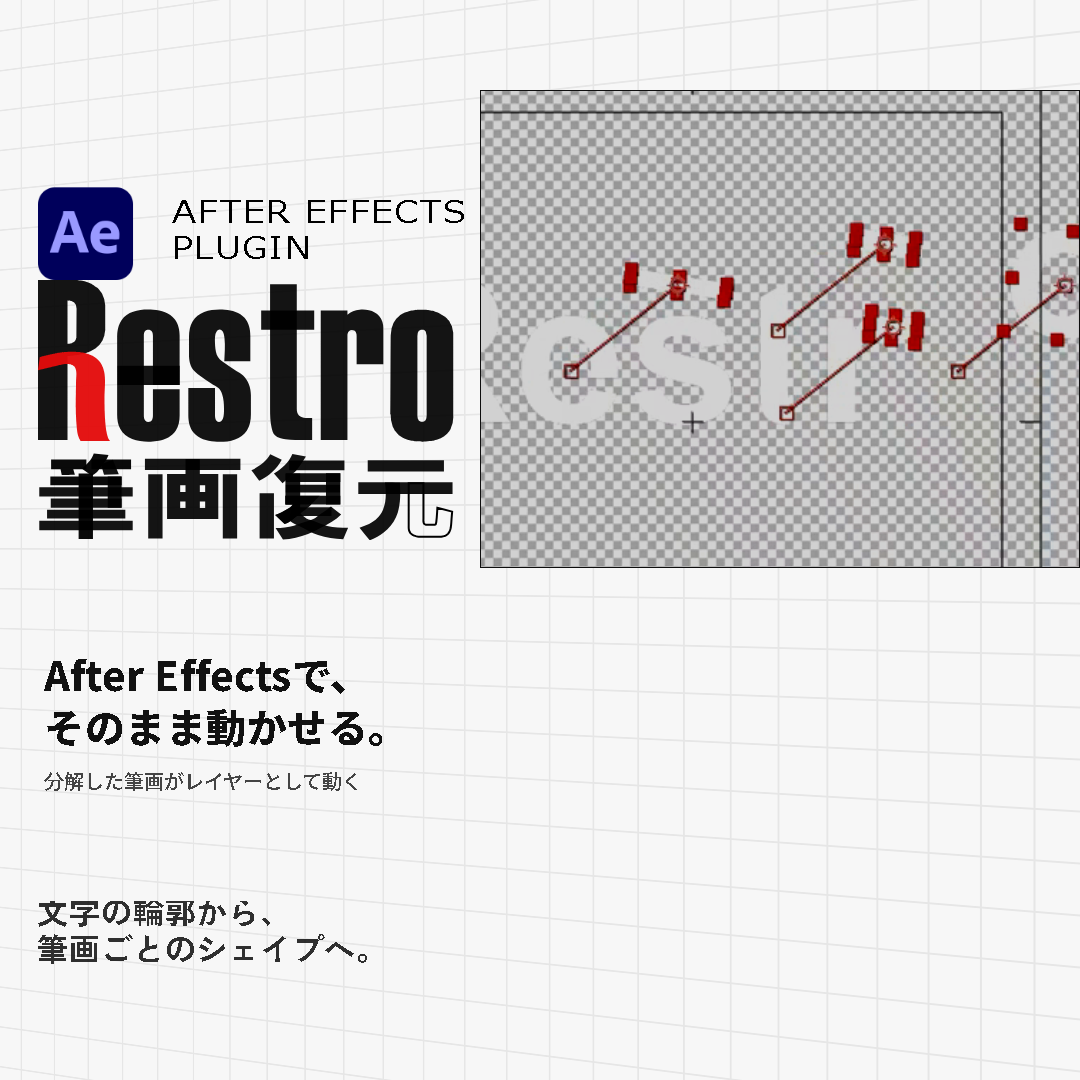 Ae
AFTER EFFECTS
PLUGIN
Restro
筆画復元
Rest
After Effectsで、
そのまま動かせる。
分解した筆画がレイヤーとして動く
文字の輪郭から、
筆画ごとのシェイプへ。